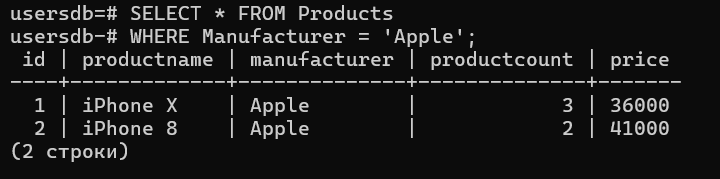 usersdb=# SELECT * FROM Products
usersdb-# WHERE Manufacturer = 'Apple';
 id | productname | manufacturer | productcount | price
----+-------------+--------------+--------------+-------
  1 | iPhone X    | Apple        |            3 | 36000
  2 | iPhone 8    | Apple        |            2 | 41000
(2 строки)